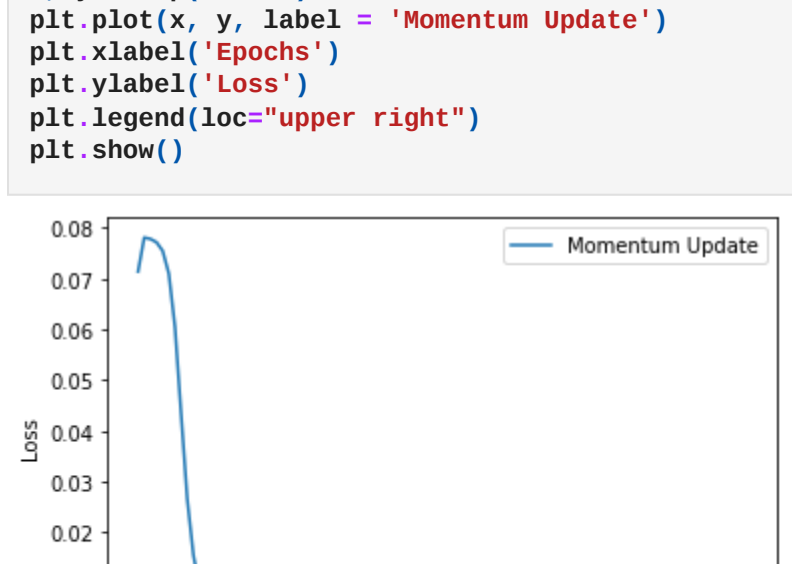 plt.plot(x, y, label = 'Momentum Update')
plt.xlabel('Epochs')
plt.ylabel('Loss')
plt.legend(loc="upper right")
plt.show()
0.08
Momentum Update
0.07
0.06
0.05
Loss
0.04
0.03
0.02